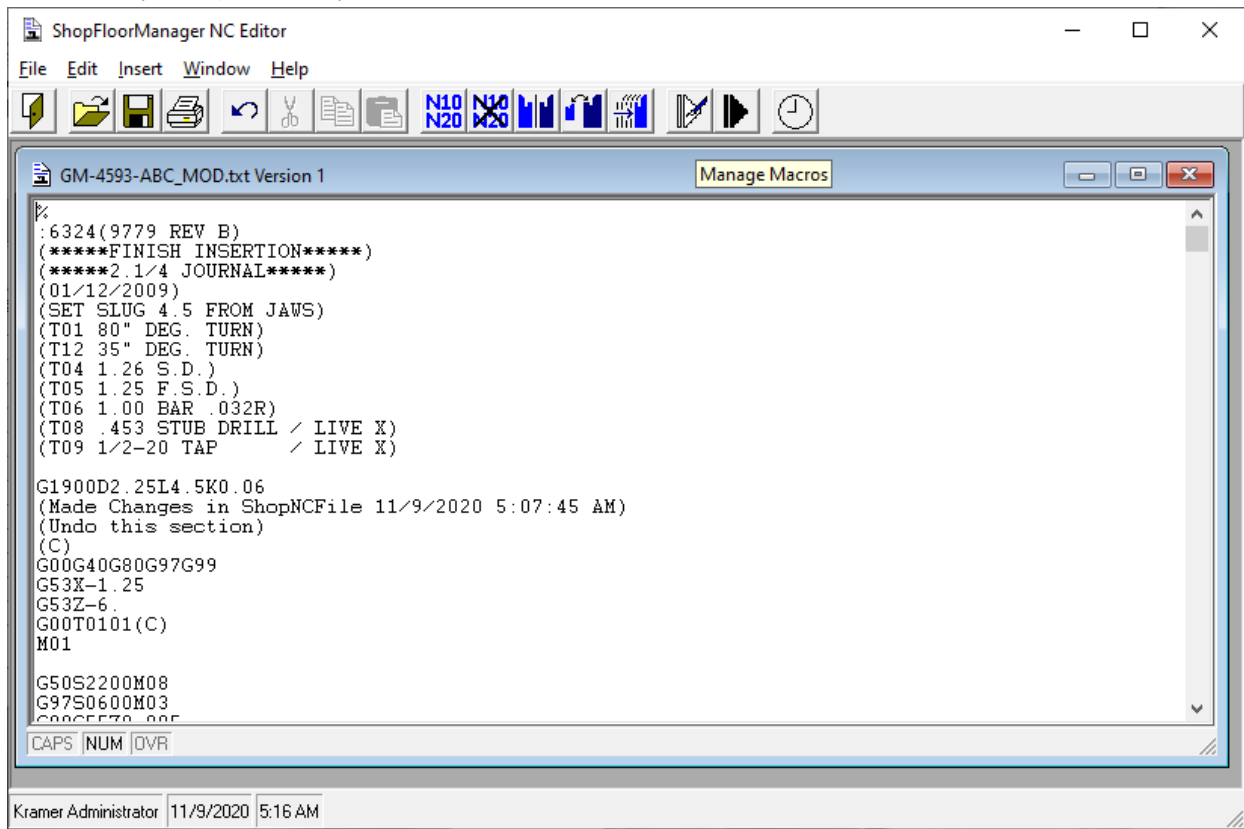 ShopFloorManager NC Editor
File Edit Insert Window Help
N10 N20 N10 N20
GM-4593-ABC_MOD.txt Version 1
Manage Macros
%
:6324(9779 REV B)
(*****FINISH INSERTION*****)
(*****2.1/4 JOURNAL*****)
(01/12/2009)
(SET SLUG 4.5 FROM JAWS)
(T01 80" DEG. TURN)
(T12 35" DEG. TURN)
(T04 1.26 S.D.)
(T05 1.25 F.S.D.)
(T06 1.00 BAR .032R)
(T08 .453 STUB DRILL / LIVE X)
(T09 1/2-20 TAP      / LIVE X)
G1900D2.25L4.5K0.06
(Made Changes in ShopNCFile 11/9/2020 5:07:45 AM)
(Undo this section)
(C)
G00G40G80G97G99
G53X-1.25
G53Z-6.
G00T0101(C)
M01
G50S2200M08
G97S0600M03
CAPS NUM OVR
Kramer Administrator 11/9/2020 5:16 AM